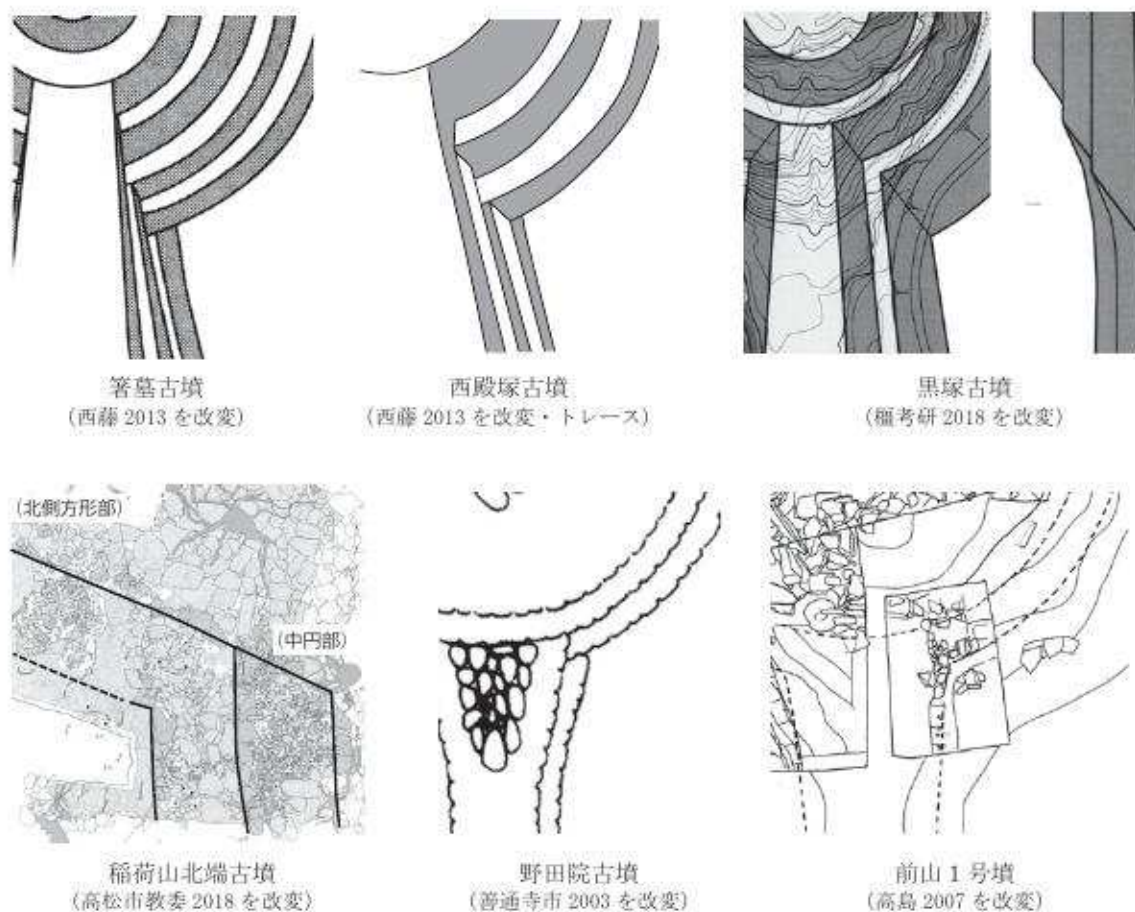 箸墓古墳
(西藤 2013 を改変)
西殿塚古墳
(西藤 2013 を改変・トレース)
黒塚古墳
(橿考研 2018 を改変)
(北側方形部)
(中円部)
稲荷山北端古墳
(高松市教委 2018 を改変)
野田院古墳
(善通寺市 2003 を改変)
前山 1 号墳
(高島 2007 を改変)